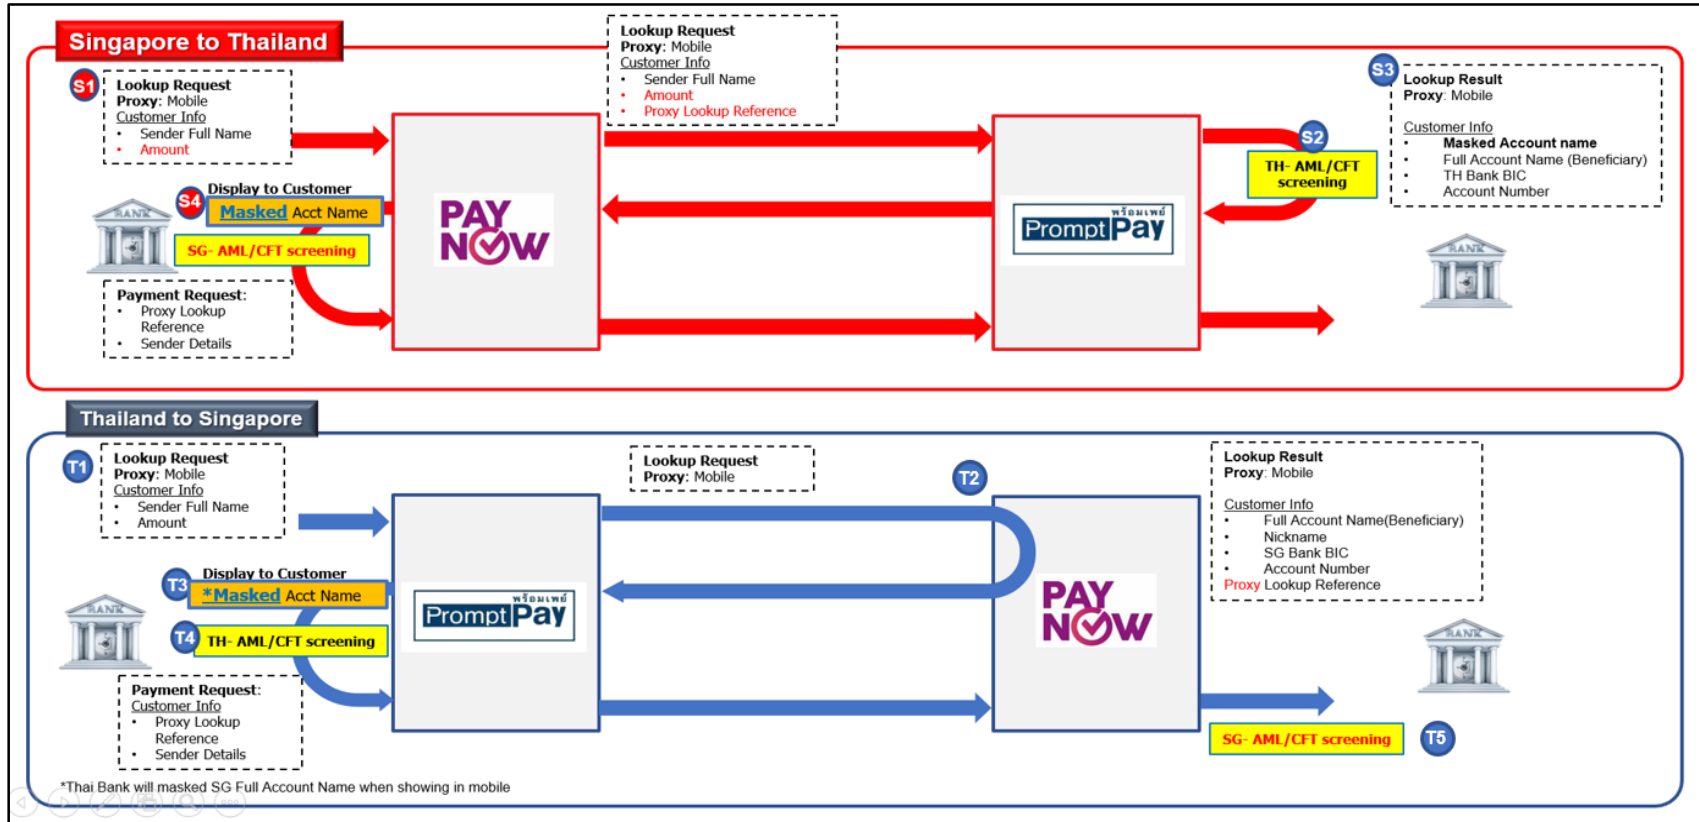 Singapore to Thailand
S1
Lookup Request
Proxy: Mobile
Customer Info
• Sender Full Name
• Amount
Lookup Request
Proxy: Mobile
Customer Info
• Sender Full Name
• Amount
• Proxy Lookup Reference
S3
Lookup Result
Proxy: Mobile
Customer Info
• Masked Account name
• Full Account Name (Beneficiary)
• TH Bank BIC
• Account Number
S2
TH- AML/CFT
screening
S4
Display to Customer
Masked Acct Name
BANK
SG- AML/CFT screening
PAY
NOW
พร้อมเพย์
PromptPay
BANK
Payment Request:
• Proxy Lookup
Reference
• Sender Details
Thailand to Singapore
T1
Lookup Request
Proxy: Mobile
Customer Info
• Sender Full Name
• Amount
Lookup Request
Proxy: Mobile
T2
Lookup Result
Proxy: Mobile
Customer Info
• Full Account Name(Beneficiary)
• Nickname
• SG Bank BIC
• Account Number
Proxy Lookup Reference
T3
Display to Customer
*Masked Acct Name
BANK
T4
TH- AML/CFT screening
พร้อมเพย์
PromptPay
PAY
NOW
BANK
Payment Request:
Customer Info
• Proxy Lookup
Reference
• Sender Details
SG- AML/CFT screening
T5
*Thai Bank will masked SG Full Account Name when showing in mobile